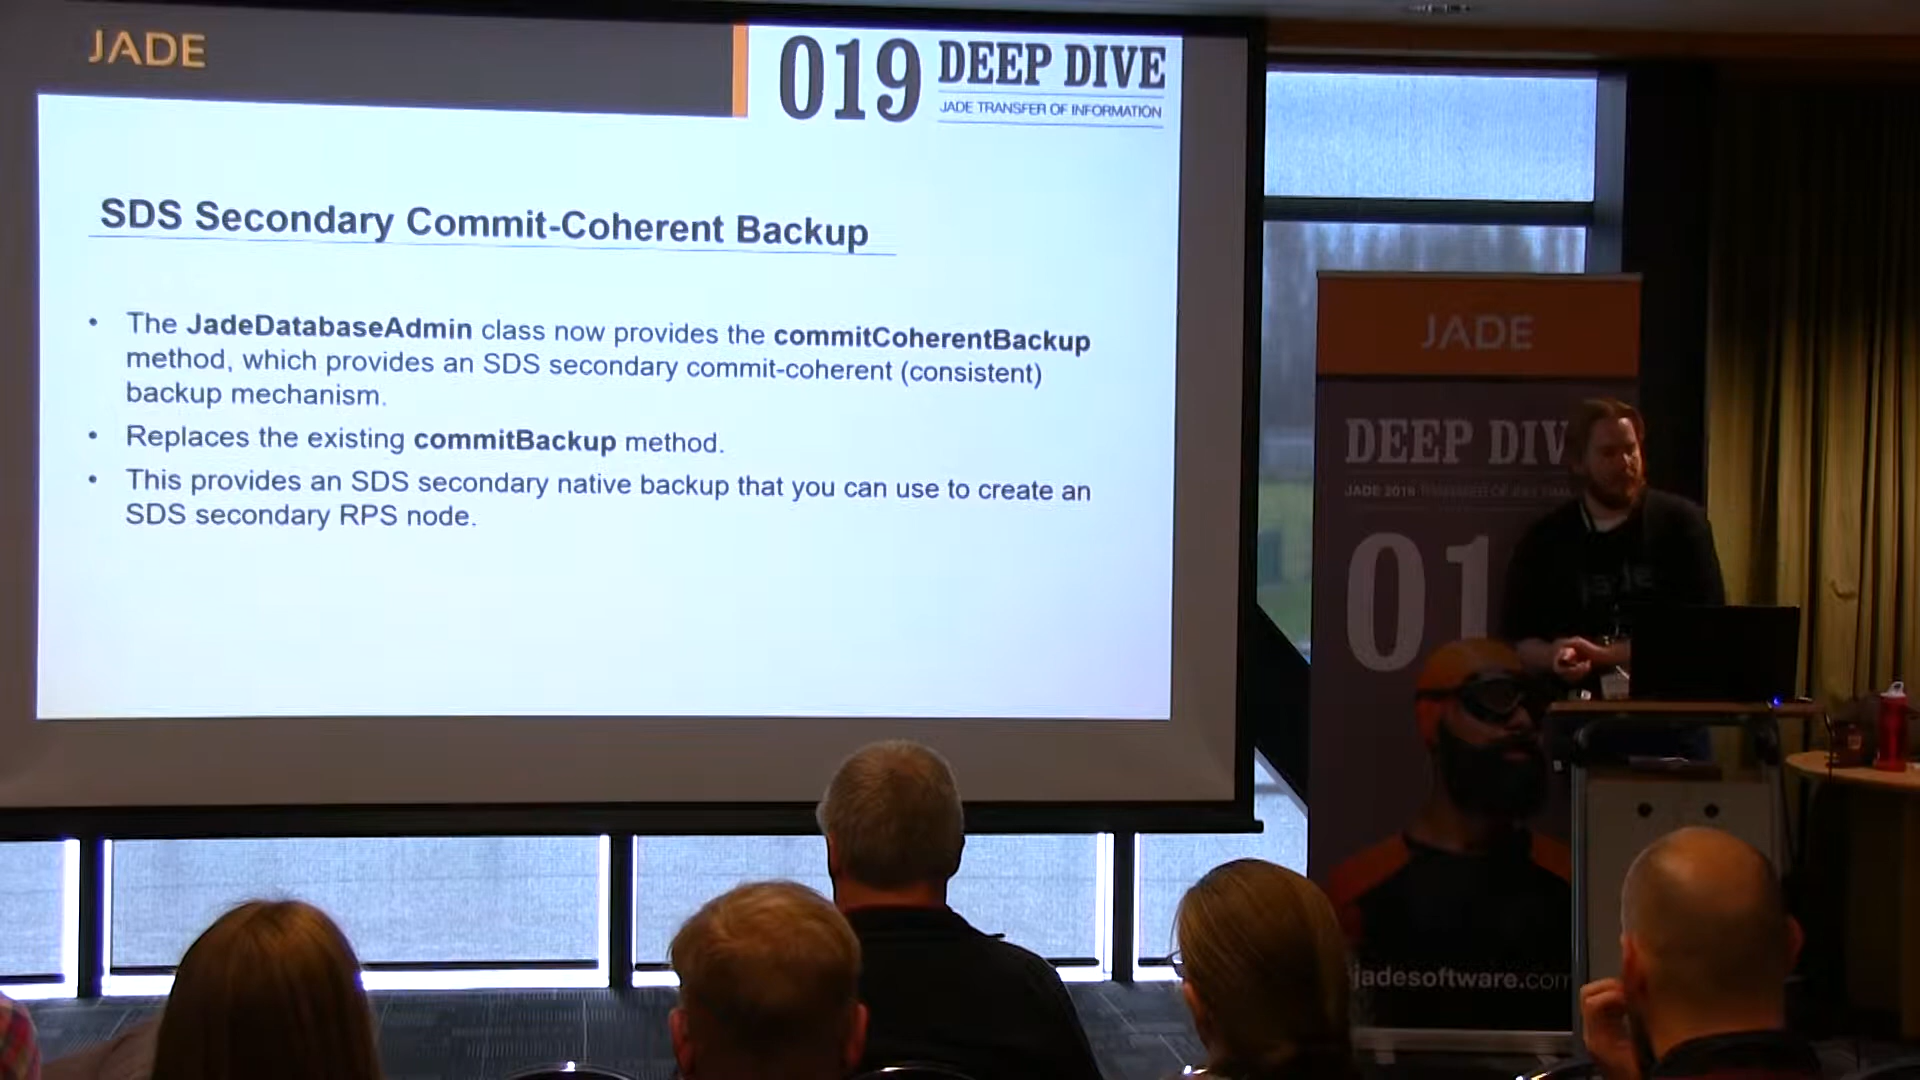 JADE
019 DEEP DIVE
JADE TRANSFER OF INFORMATION
SDS Secondary Commit-Coherent Backup
• The JadeDatabaseAdmin class now provides the commitCoherentBackup
method, which provides an SDS secondary commit-coherent (consistent)
backup mechanism.
• Replaces the existing commitBackup method.
• This provides an SDS secondary native backup that you can use to create an
SDS secondary RPS node.
JADE
DEEP DIV
JADE
01
jadesoftware.com